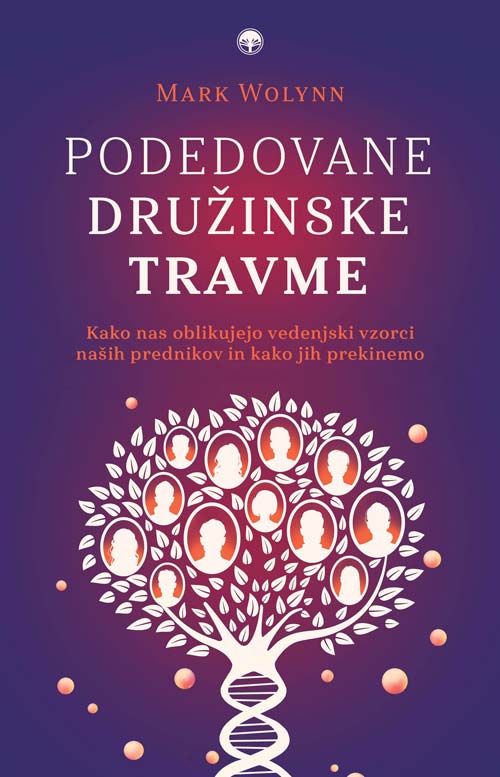 MARK WOLYNN
PODEDOVANE
DRUŽINSKE
TRAVME
Kako nas oblikujejo vedenjski vzorci
naših prednikov in kako jih prekinemo